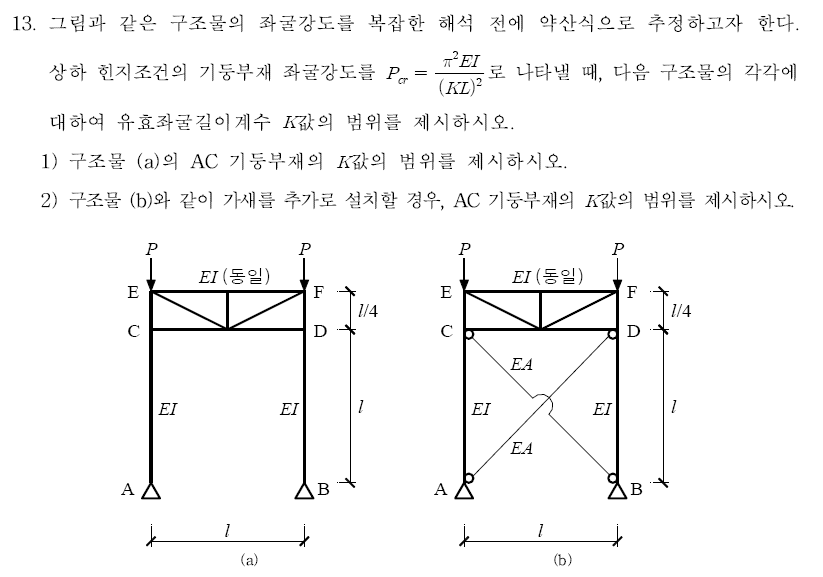 13. 그림과 같은 구조물의 좌굴강도를 복잡한 해석 전에 약산식으로 추정하고자 한다.
상하 힌지조건의 기둥부재 좌굴강도를 P_cr = π²EI / (KL)² 로 나타낼 때, 다음 구조물의 각각에
대하여 유효좌굴길이계수 K값의 범위를 제시하시오.
1) 구조물 (a)의 AC 기둥부재의 K값의 범위를 제시하시오.
2) 구조물 (b)와 같이 가새를 추가로 설치할 경우, AC 기둥부재의 K값의 범위를 제시하시오.
P P
EI (동일)
E F
l/4
C D
EI EI l
A B
l
(a)
P P
EI (동일)
E F
l/4
C D
EA
EI EI l
EA
A B
l
(b)